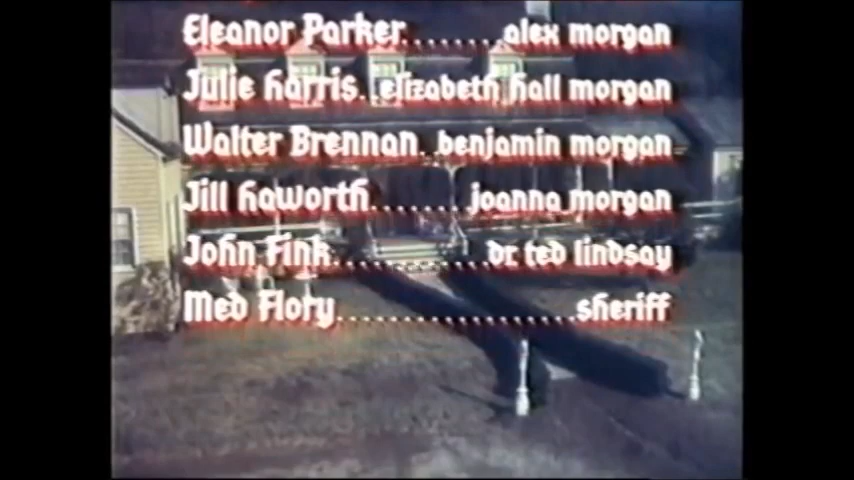 Eleanor Parker.......alex morgan
Julie harris..elizabeth hall morgan
Walter Brennan..benjamin morgan
Jill haworth........joanna morgan
John Fink............dr ted lindsay
Med Flory..................sheriff